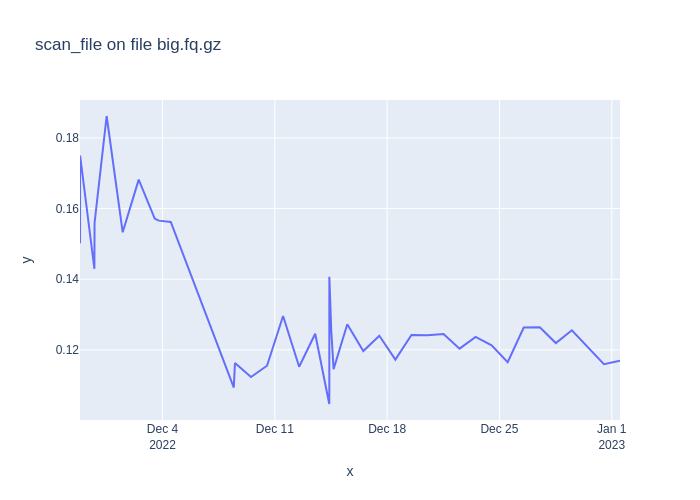 scan_file on file big.fq.gz
0.18
0.16
0.14
0.12
y
Dec 4
2022
Dec 11
Dec 18
Dec 25
Jan 1
2023
x